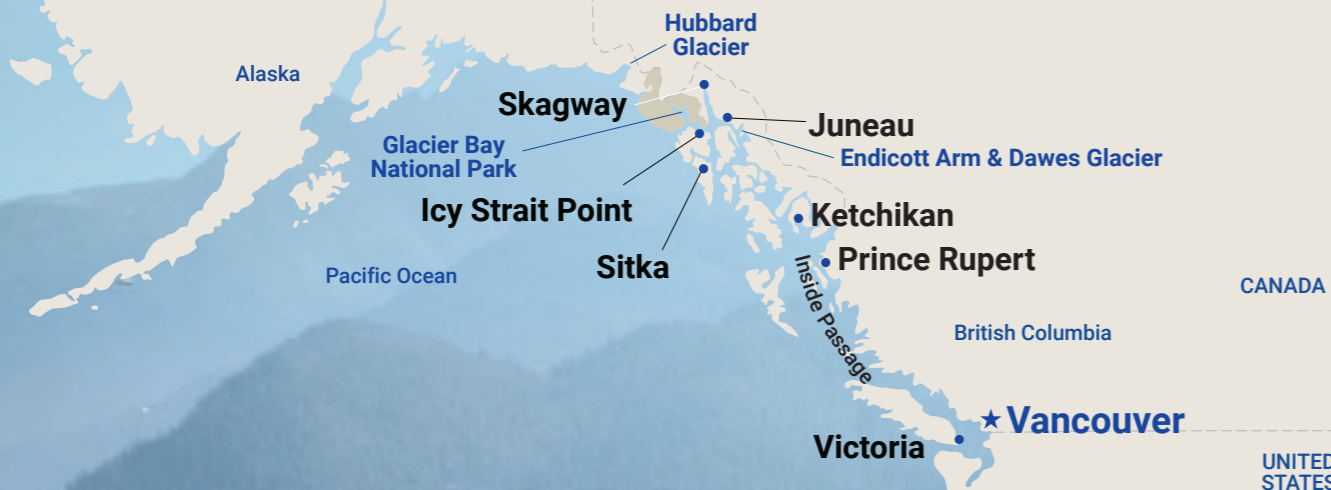 Hubbard
Glacier
Alaska
Skagway
Juneau
Glacier Bay
National Park
Endicott Arm & Dawes Glacier
Icy Strait Point
Ketchikan
Sitka
Prince Rupert
Pacific Ocean
Inside Passage
CANADA
British Columbia
Vancouver
Victoria
UNITED
STATES